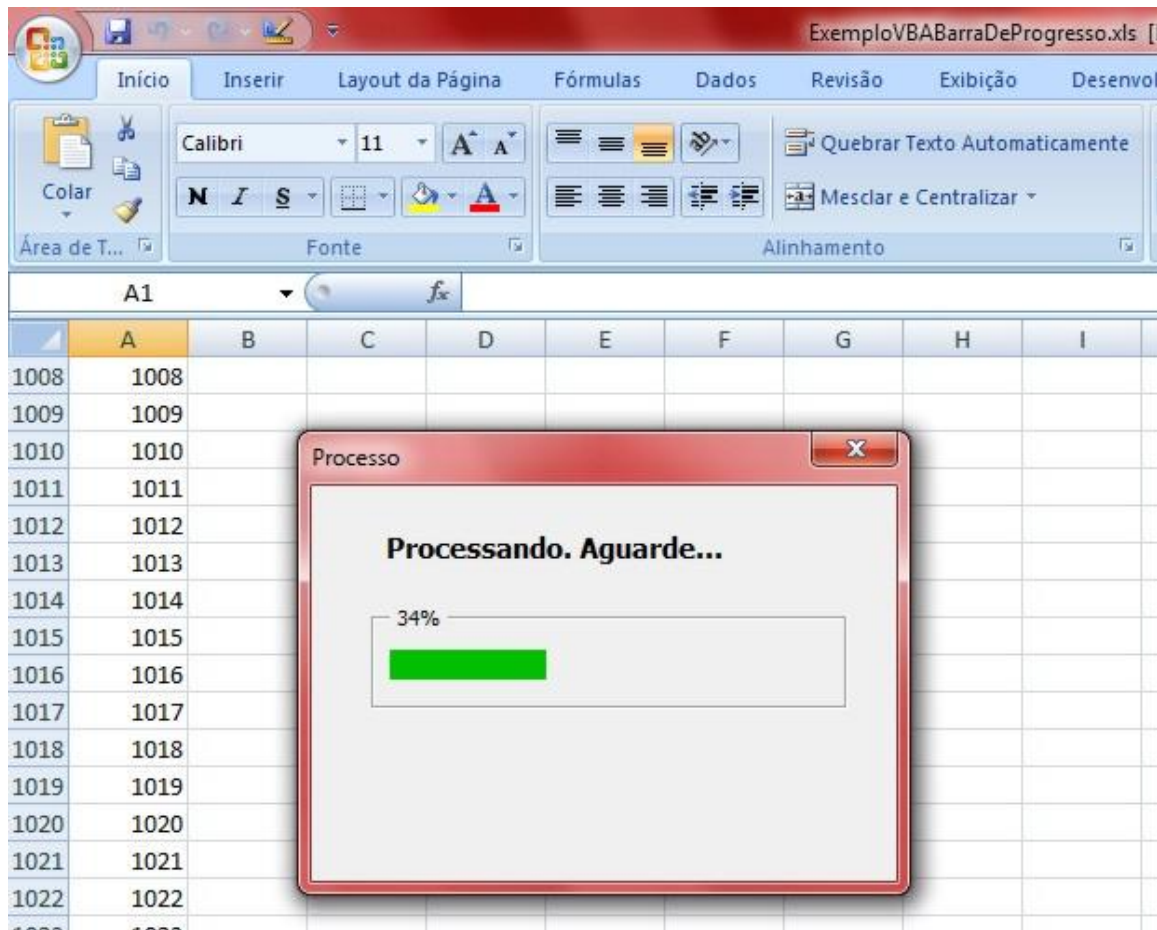 ExemploVBABarraDeProgresso.xls [
Início Inserir Layout da Página Fórmulas Dados Revisão Exibição Desenvol
Calibri 11 A A Quebrar Texto Automaticamente
Colar N I S A Mesclar e Centralizar
Área de T... Fonte Alinhamento
A1 fx
A B C D E F G H I
1008 1008
1009 1009
1010 1010
1011 1011
1012 1012
1013 1013
1014 1014
1015 1015
1016 1016
1017 1017
1018 1018
1019 1019
1020 1020
1021 1021
1022 1022
Processo X
Processando. Aguarde...
34%